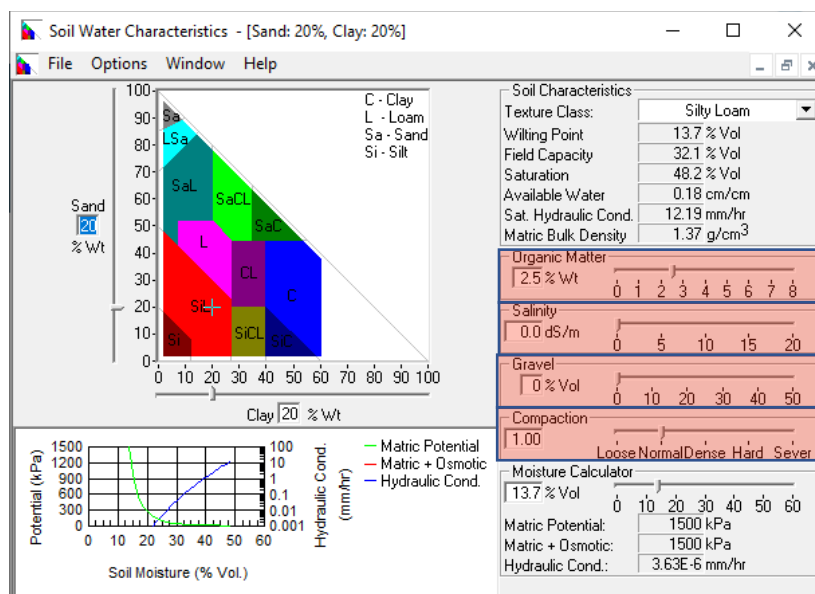 Soil Water Characteristics - [Sand: 20%, Clay: 20%]
File Options Window Help
C - Clay
L - Loam
Sa - Sand
Si - Silt
100
90
80
70
60
50
40
30
20
10
0
Sand
20
% Wt
Sa
LSa
SaL
SaCL
SaC
L
CL
C
SiL
SiCL
SiC
Si
0 10 20 30 40 50 60 70 80 90 100
Clay 20 % Wt
Soil Characteristics
Texture Class: Silty Loam
Wilting Point 13.7 % Vol
Field Capacity 32.1 % Vol
Saturation 48.2 % Vol
Available Water 0.18 cm/cm
Sat. Hydraulic Cond. 12.19 mm/hr
Matric Bulk Density 1.37 g/cm3
Organic Matter
2.5 % Wt
0 1 2 3 4 5 6 7 8
Salinity
0.0 dS/m
0 5 10 15 20
Gravel
0 % Vol
0 10 20 30 40 50
Compaction
1.00
Loose Normal Dense Hard Sever
Moisture Calculator
13.7 % Vol
0 10 20 30 40 50 60
Matric Potential: 1500 kPa
Matric + Osmotic: 1500 kPa
Hydraulic Cond.: 3.63E-6 mm/hr
Potential (kPa)
1500
1200
900
600
300
0
100
10
1
0.1
0.01
0.001
Hydraulic Cond.
(mm/hr)
0 10 20 30 40 50 60
Soil Moisture (% Vol.)
Matric Potential
Matric + Osmotic
Hydraulic Cond.